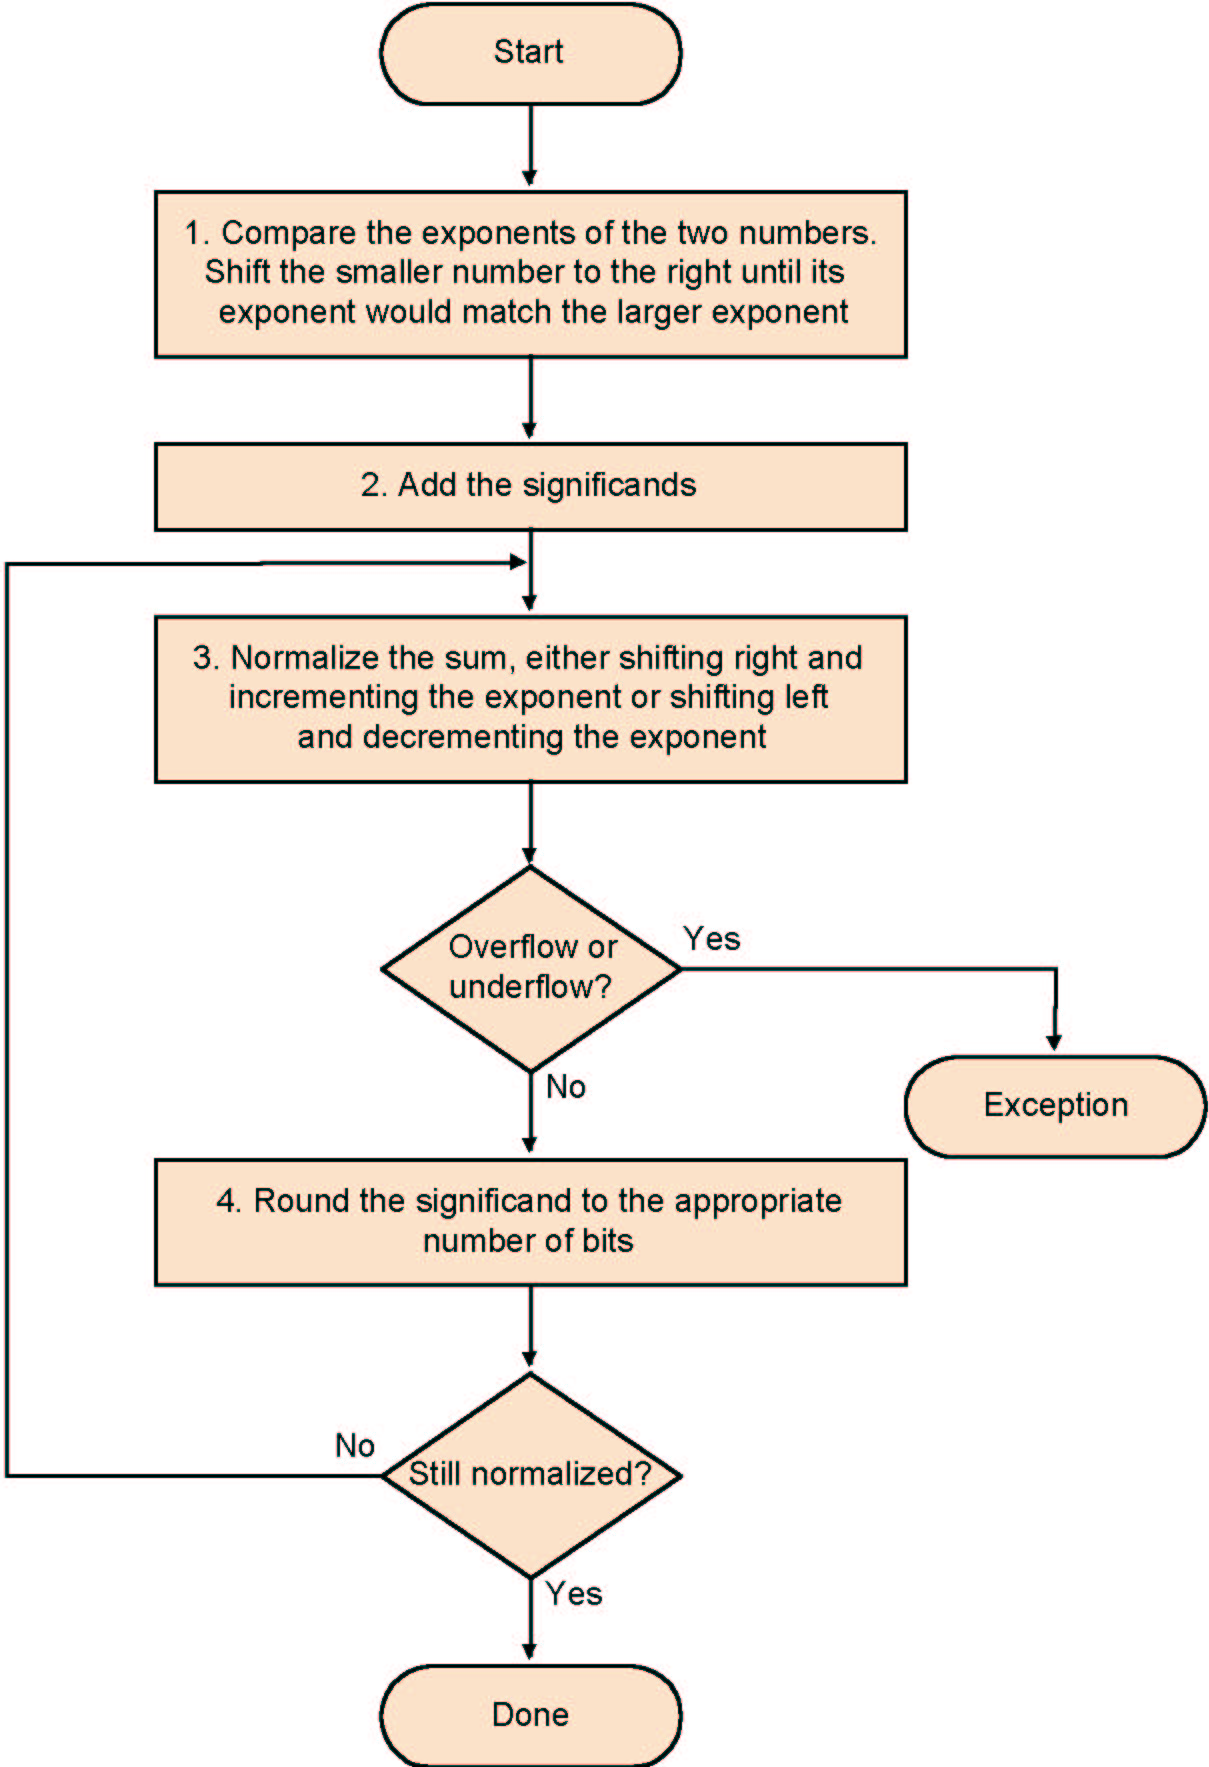 Start
1. Compare the exponents of the two numbers.
Shift the smaller number to the right until its
exponent would match the larger exponent
2. Add the significands
3. Normalize the sum, either shifting right and
incrementing the exponent or shifting left
and decrementing the exponent
Overflow or
underflow?
Yes
No
Exception
4. Round the significand to the appropriate
number of bits
No
Still normalized?
Yes
Done